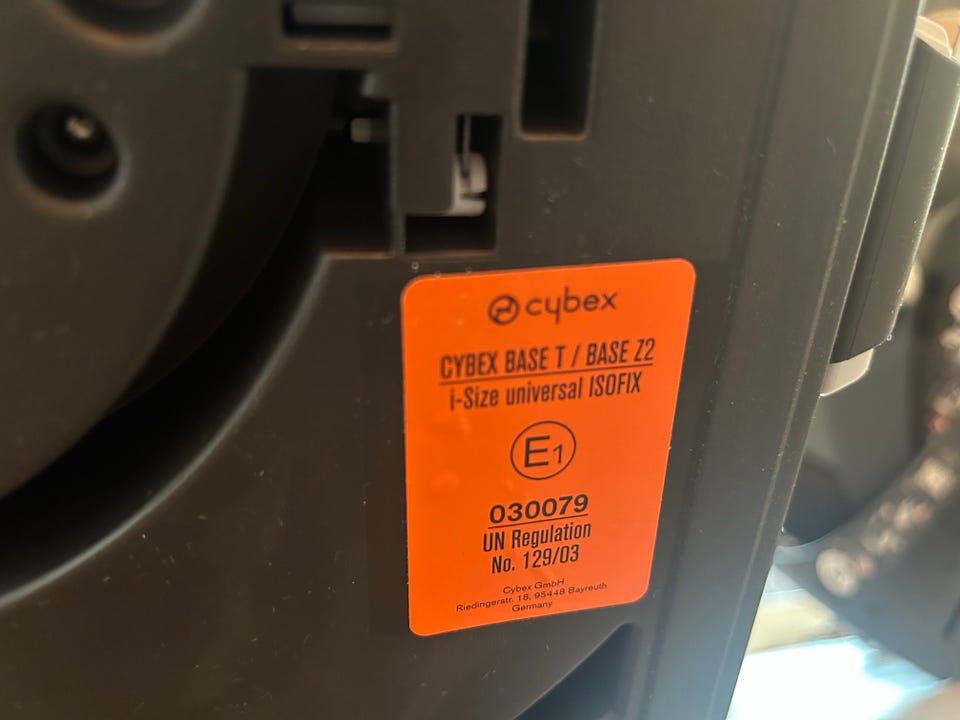 cybex
CYBEX BASE T / BASE Z2
i-Size universal ISOFIX
E1
030079
UN Regulation
No. 129/03
Cybex GmbH
Riedingerstr. 18, 95448 Bayreuth
Germany